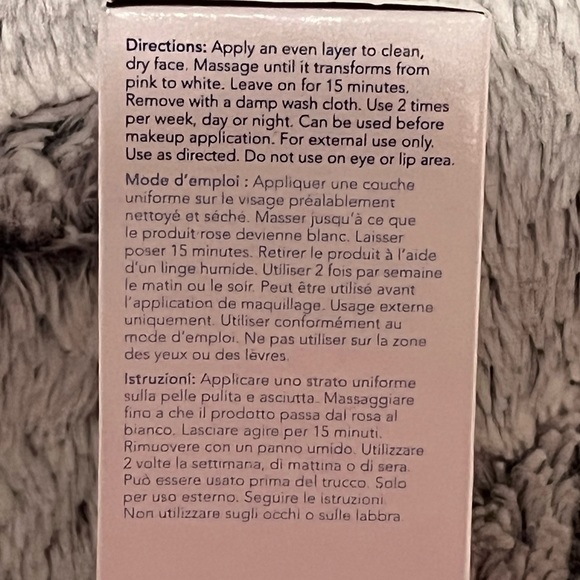 Directions: Apply an even layer to clean,
dry face. Massage until it transforms from
pink to white. Leave on for 15 minutes.
Remove with a damp wash cloth. Use 2 times
per week, day or night. Can be used before
makeup application. For external use only.
Use as directed. Do not use on eye or lip area.
Mode d'emploi : Appliquer une couche
uniforme sur le visage préalablement
nettoyé et séché. Masser jusqu'à ce que
le produit rose devienne blanc. Laisser
poser 15 minutes. Retirer le produit à l'aide
d'un linge humide. Utiliser 2 fois par semaine
le matin ou le soir. Peut être utilisé avant
l'application de maquillage. Usage externe
uniquement. Utiliser conformément au
mode d'emploi. Ne pas utiliser sur la zone
des yeux ou des lèvres.
Istruzioni: Applicare uno strato uniforme
sulla pelle pulita e asciutta. Massaggiare
fino a che il prodotto passa dal rosa al
bianco. Lasciare agire per 15 minuti.
Rimuovere con un panno umido. Utilizzare
2 volte la settimana, di mattina o di sera.
Può essere usato prima del trucco. Solo
per uso esterno. Seguire le istruzioni.
Non utilizzare sugli occhi o sulle labbra.